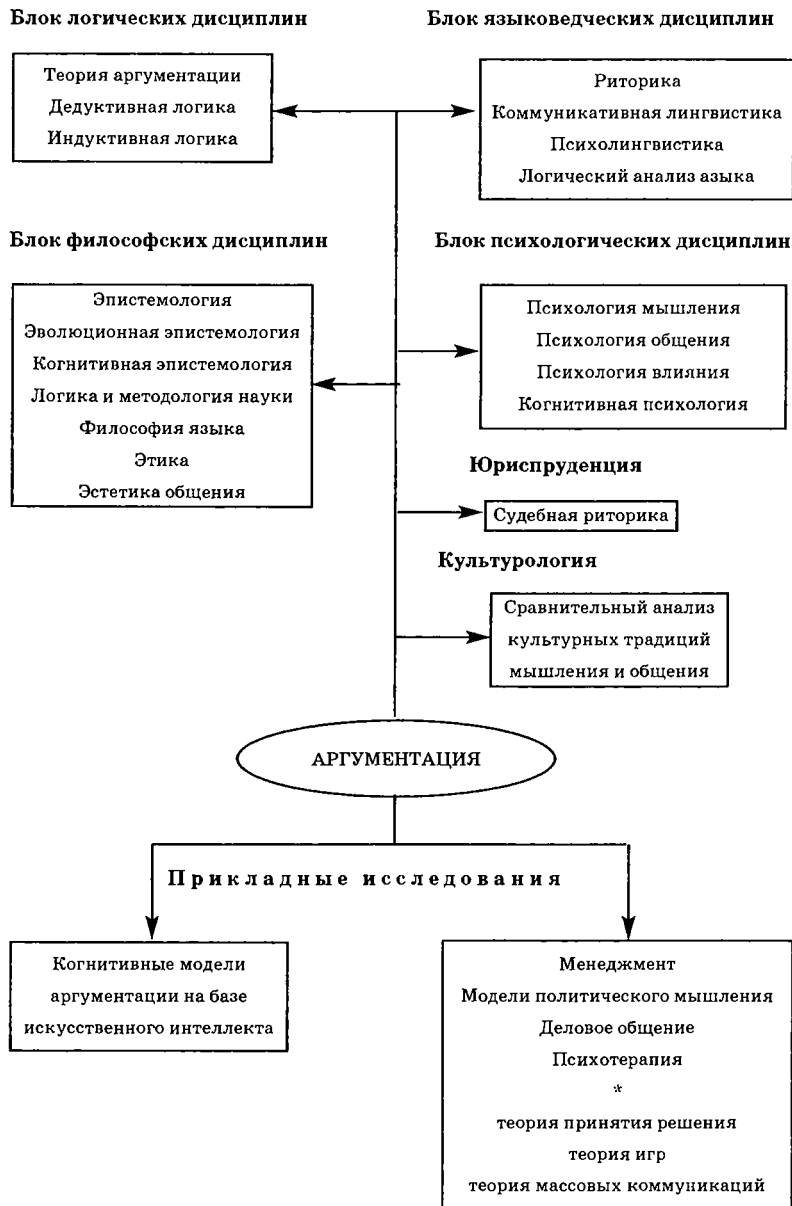 Блок логических дисциплин
Теория аргументации
Дедуктивная логика
Индуктивная логика
Блок языковедческих дисциплин
Риторика
Коммуникативная лингвистика
Психолингвистика
Логический анализ азыка
Блок философских дисциплин
Эпистемология
Эволюционная эпистемология
Когнитивная эпистемология
Логика и методология науки
Философия языка
Этика
Эстетика общения
Блок психологических дисциплин
Психология мышления
Психология общения
Психология влияния
Когнитивная психология
Юриспруденция
Судебная риторика
Культурология
Сравнительный анализ
культурных традиций
мышления и общения
АРГУМЕНТАЦИЯ
Прикладные исследования
Когнитивные модели
аргументации на базе
искусственного интеллекта
Менеджмент
Модели политического мышления
Деловое общение
Психотерапия
*
теория принятия решения
теория игр
теория массовых коммуникаций